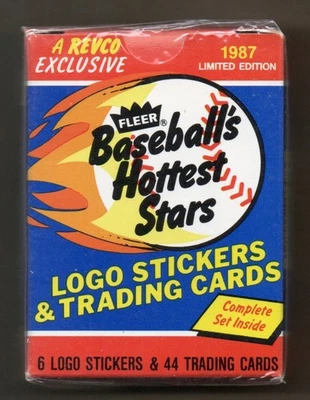 A REVCO
EXCLUSIVE
1987
LIMITED EDITION
FLEER®
Baseball's
Hottest
Stars
LOGO STICKERS
& TRADING CARDS
Complete
Set Inside
6 LOGO STICKERS & 44 TRADING CARDS